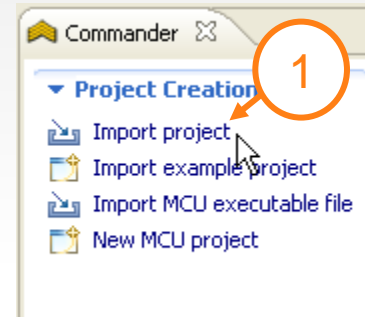 Commander
1
Project Creation
Import project
Import example project
Import MCU executable file
New MCU project